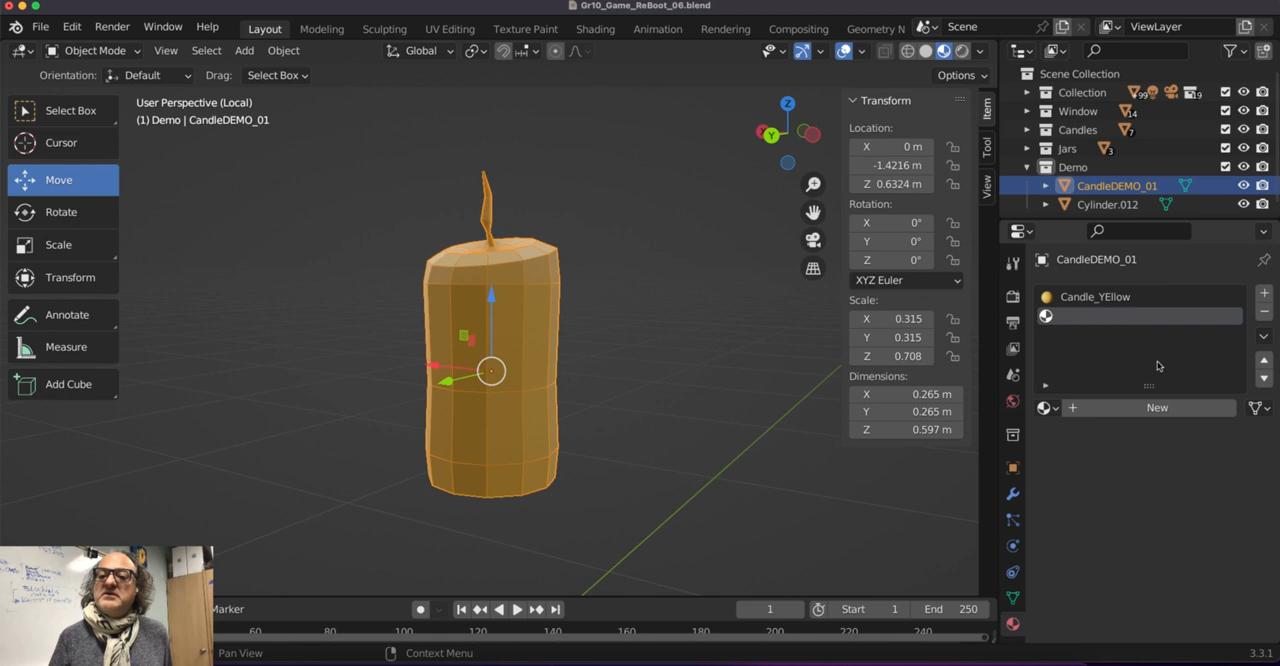 Gr10_Game_ReBoot_06.blend
File Edit Render Window Help Layout Modeling Sculpting UV Editing Texture Paint Shading Animation Rendering Compositing Geometry N Scene ViewLayer
Object Mode View Select Add Object Global
Orientation: Default Drag: Select Box Options
Select Box
Cursor
Move
Rotate
Scale
Transform
Annotate
Measure
Add Cube
User Perspective (Local)
(1) Demo | CandleDEMO_01
Z
Y
Transform
Location:
X 0 m
-1.4216 m
Z 0.6324 m
Rotation:
X 0°
Y 0°
Z 0°
XYZ Euler
Scale:
X 0.315
Y 0.315
Z 0.708
Dimensions:
X 0.265 m
Y 0.265 m
Z 0.597 m
Item
Tool
View
Scene Collection
Collection 99 19
Window 14
Candles 7
Jars 3
Demo
CandleDEMO_01
Cylinder.012
CandleDEMO_01
Candle_YEllow
New
Marker 1 Start 1 End 250
60 80 100 120 140 160 180 200 220 240
Pan View Context Menu 3.3.1